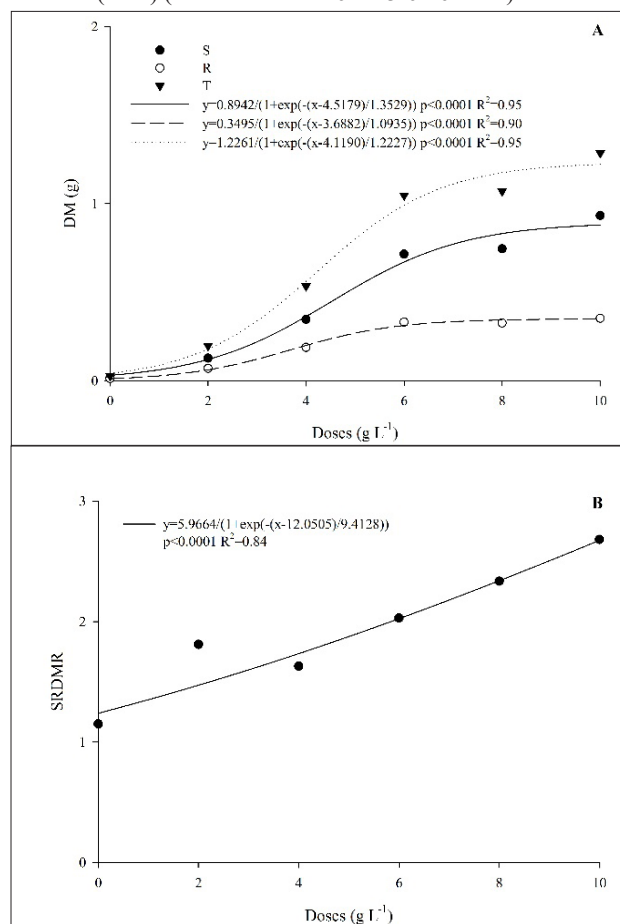 A
2
S
R
T
y=0.8942/(1+exp(-(x-4.5179)/1.3529)) p<0.0001 R²=0.95
y=0.3495/(1+exp(-(x-3.6882)/1.0935)) p<0.0001 R²=0.90
y=1.2261/(1+exp(-(x-4.1190)/1.2227)) p<0.0001 R²=0.95
DM (g)
1
0
0 2 4 6 8 10
Doses (g L⁻¹)
B
3
y=5.9664/(1+exp(-(x-12.0505)/9.4128))
p<0.0001 R²=0.84
2
SRDMR
1
0
0 2 4 6 8 10
Doses (g L⁻¹)